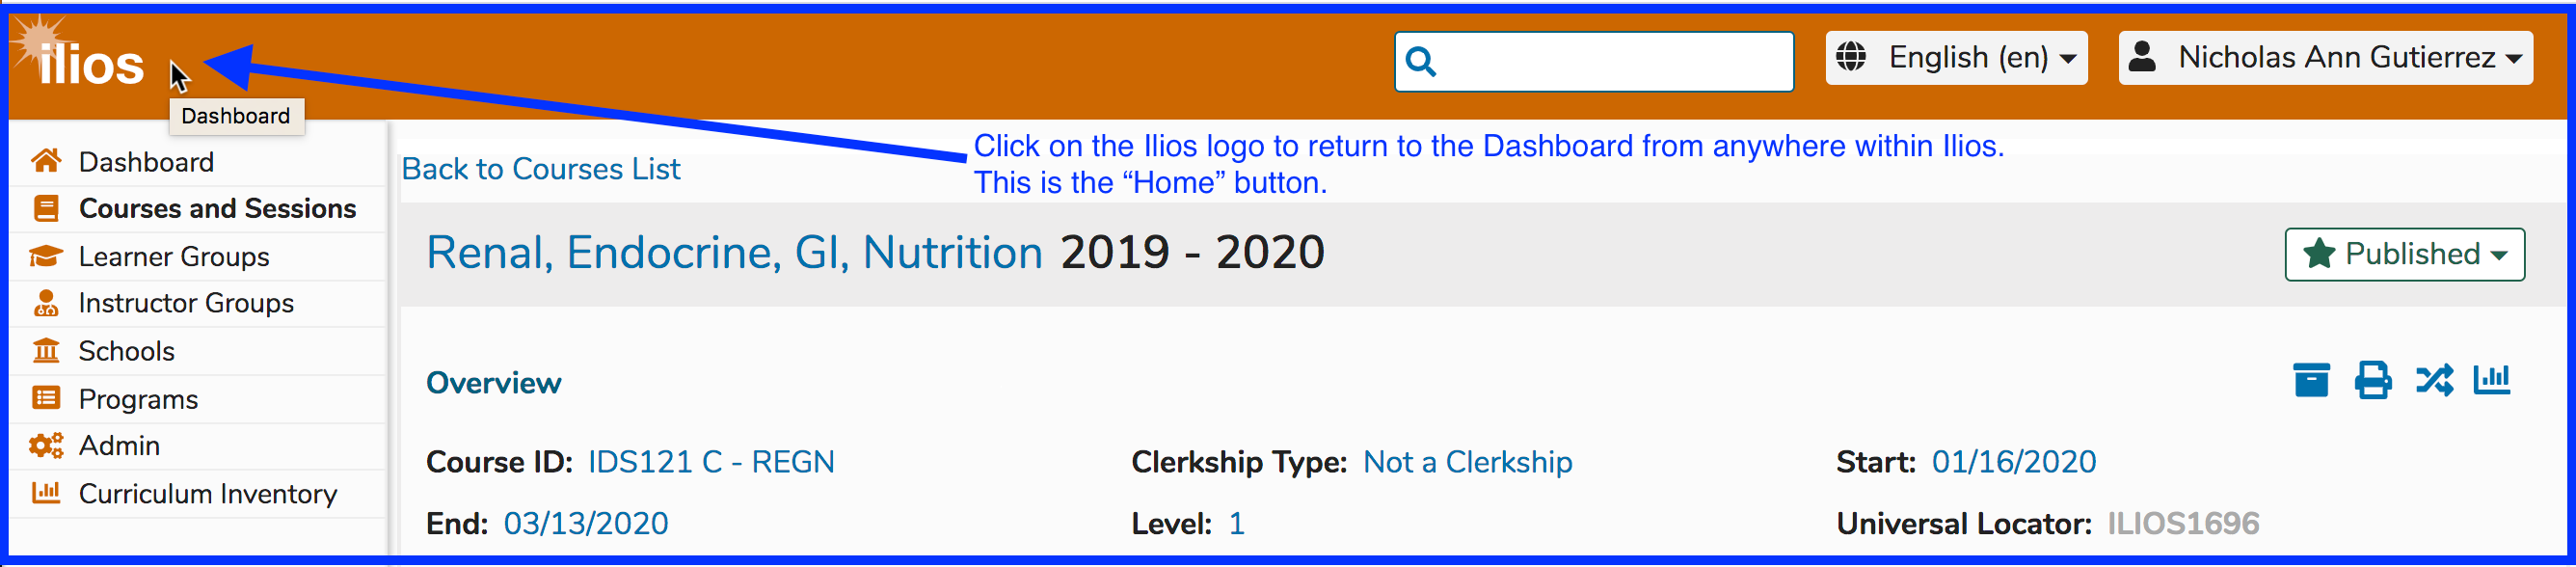 ilios
English (en)
Nicholas Ann Gutierrez
Dashboard
Click on the Ilios logo to return to the Dashboard from anywhere within Ilios.
This is the “Home” button.
Dashboard
Courses and Sessions
Learner Groups
Instructor Groups
Schools
Programs
Admin
Curriculum Inventory
Back to Courses List
Renal, Endocrine, GI, Nutrition 2019 - 2020
Published
Overview
Course ID: IDS121 C - REGN
Clerkship Type: Not a Clerkship
Start: 01/16/2020
End: 03/13/2020
Level: 1
Universal Locator: ILIOS1696